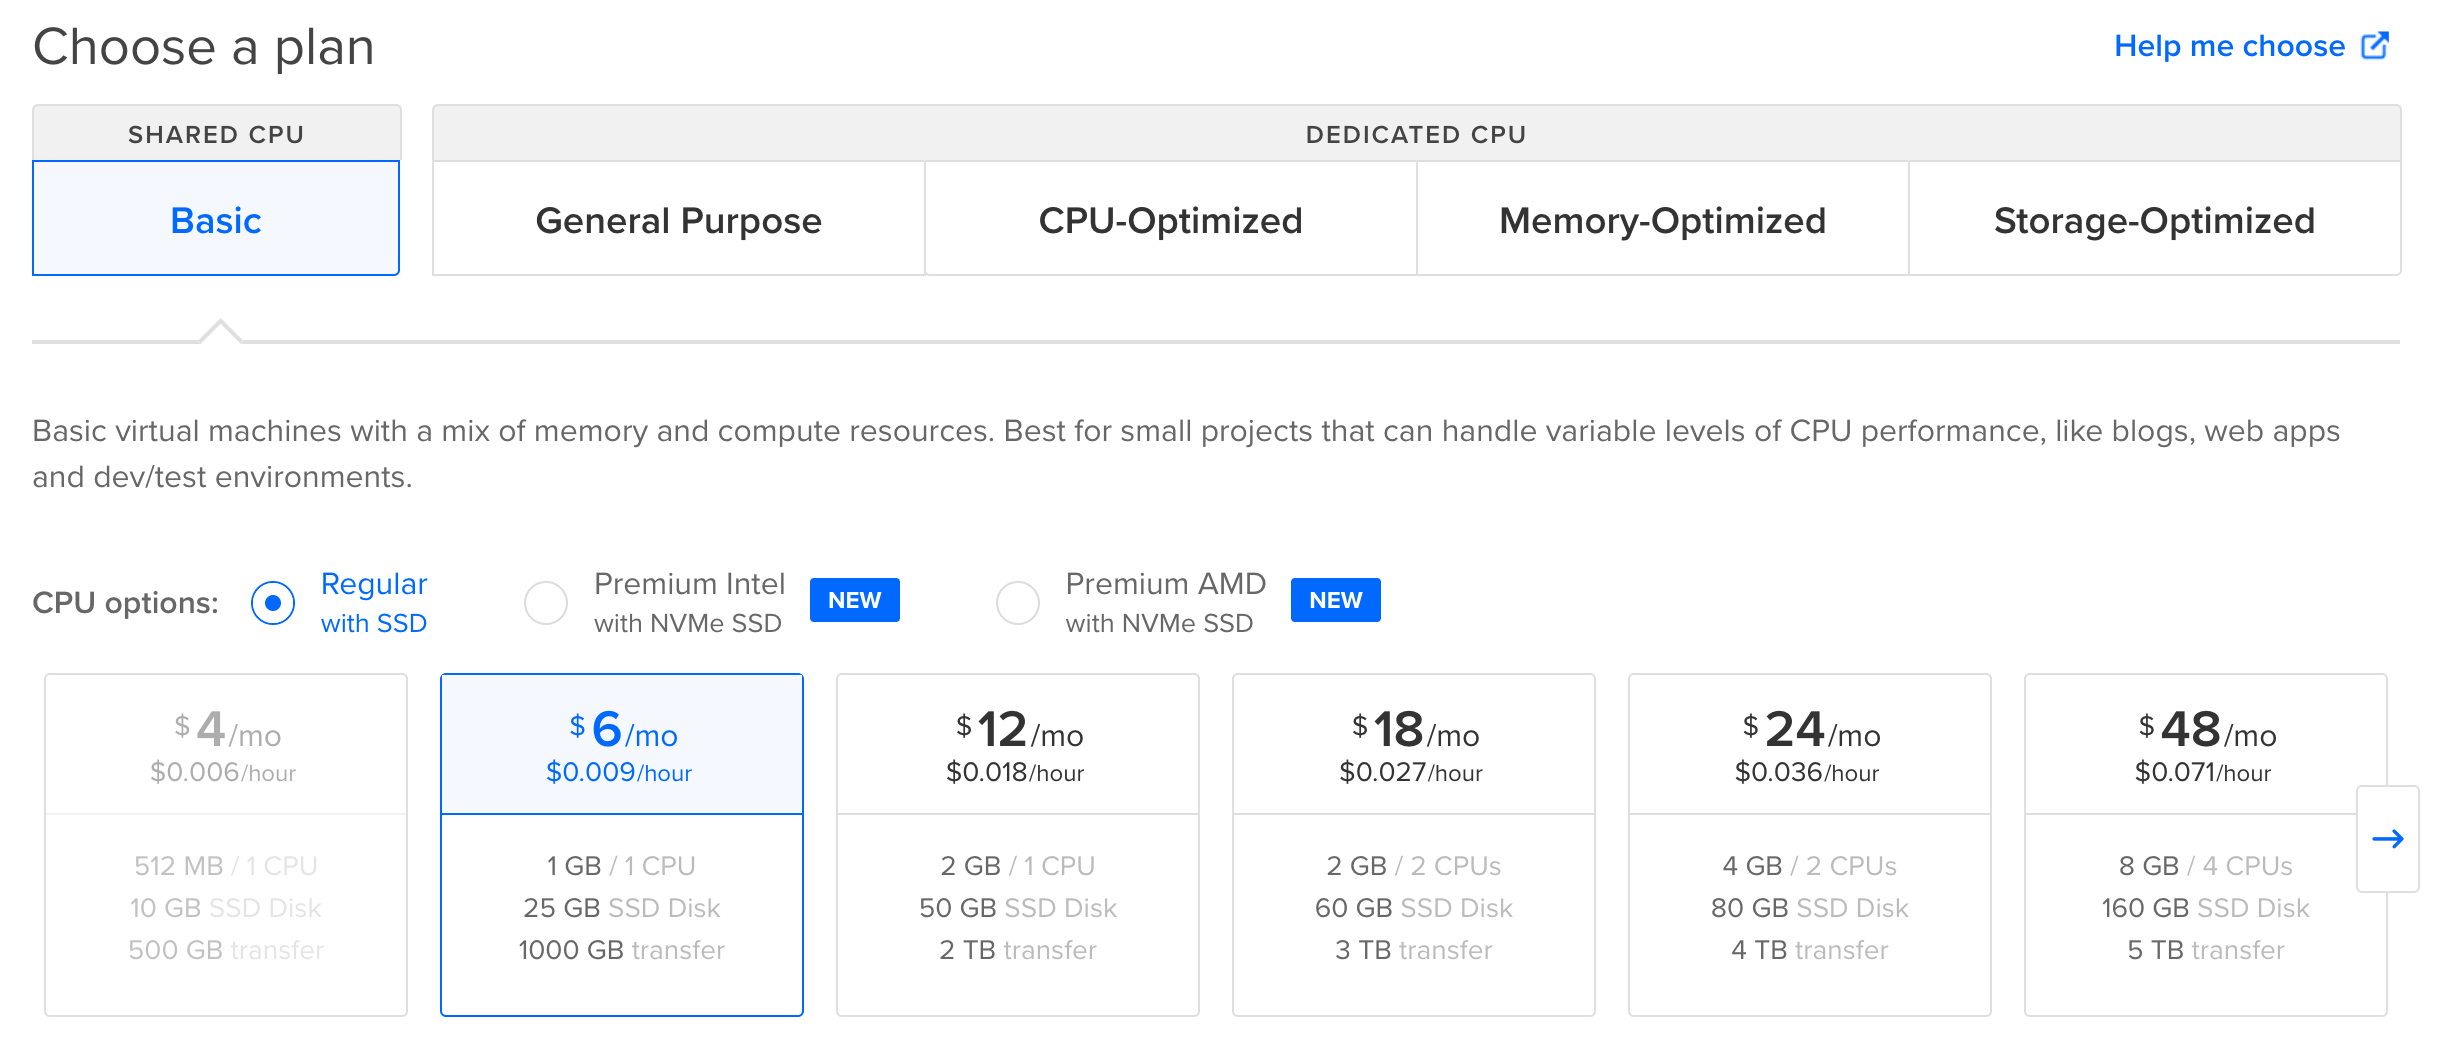 Choose a plan
Help me choose
SHARED CPU
DEDICATED CPU
Basic
General Purpose
CPU-Optimized
Memory-Optimized
Storage-Optimized
Basic virtual machines with a mix of memory and compute resources. Best for small projects that can handle variable levels of CPU performance, like blogs, web apps
and dev/test environments.
CPU options:
Regular
with SSD
Premium Intel
with NVMe SSD
NEW
Premium AMD
with NVMe SSD
NEW
$4/mo
$0.006/hour
512 MB / 1 CPU
10 GB SSD Disk
500 GB transfer
$6/mo
$0.009/hour
1 GB / 1 CPU
25 GB SSD Disk
1000 GB transfer
$12/mo
$0.018/hour
2 GB / 1 CPU
50 GB SSD Disk
2 TB transfer
$18/mo
$0.027/hour
2 GB / 2 CPUs
60 GB SSD Disk
3 TB transfer
$24/mo
$0.036/hour
4 GB / 2 CPUs
80 GB SSD Disk
4 TB transfer
$48/mo
$0.071/hour
8 GB / 4 CPUs
160 GB SSD Disk
5 TB transfer